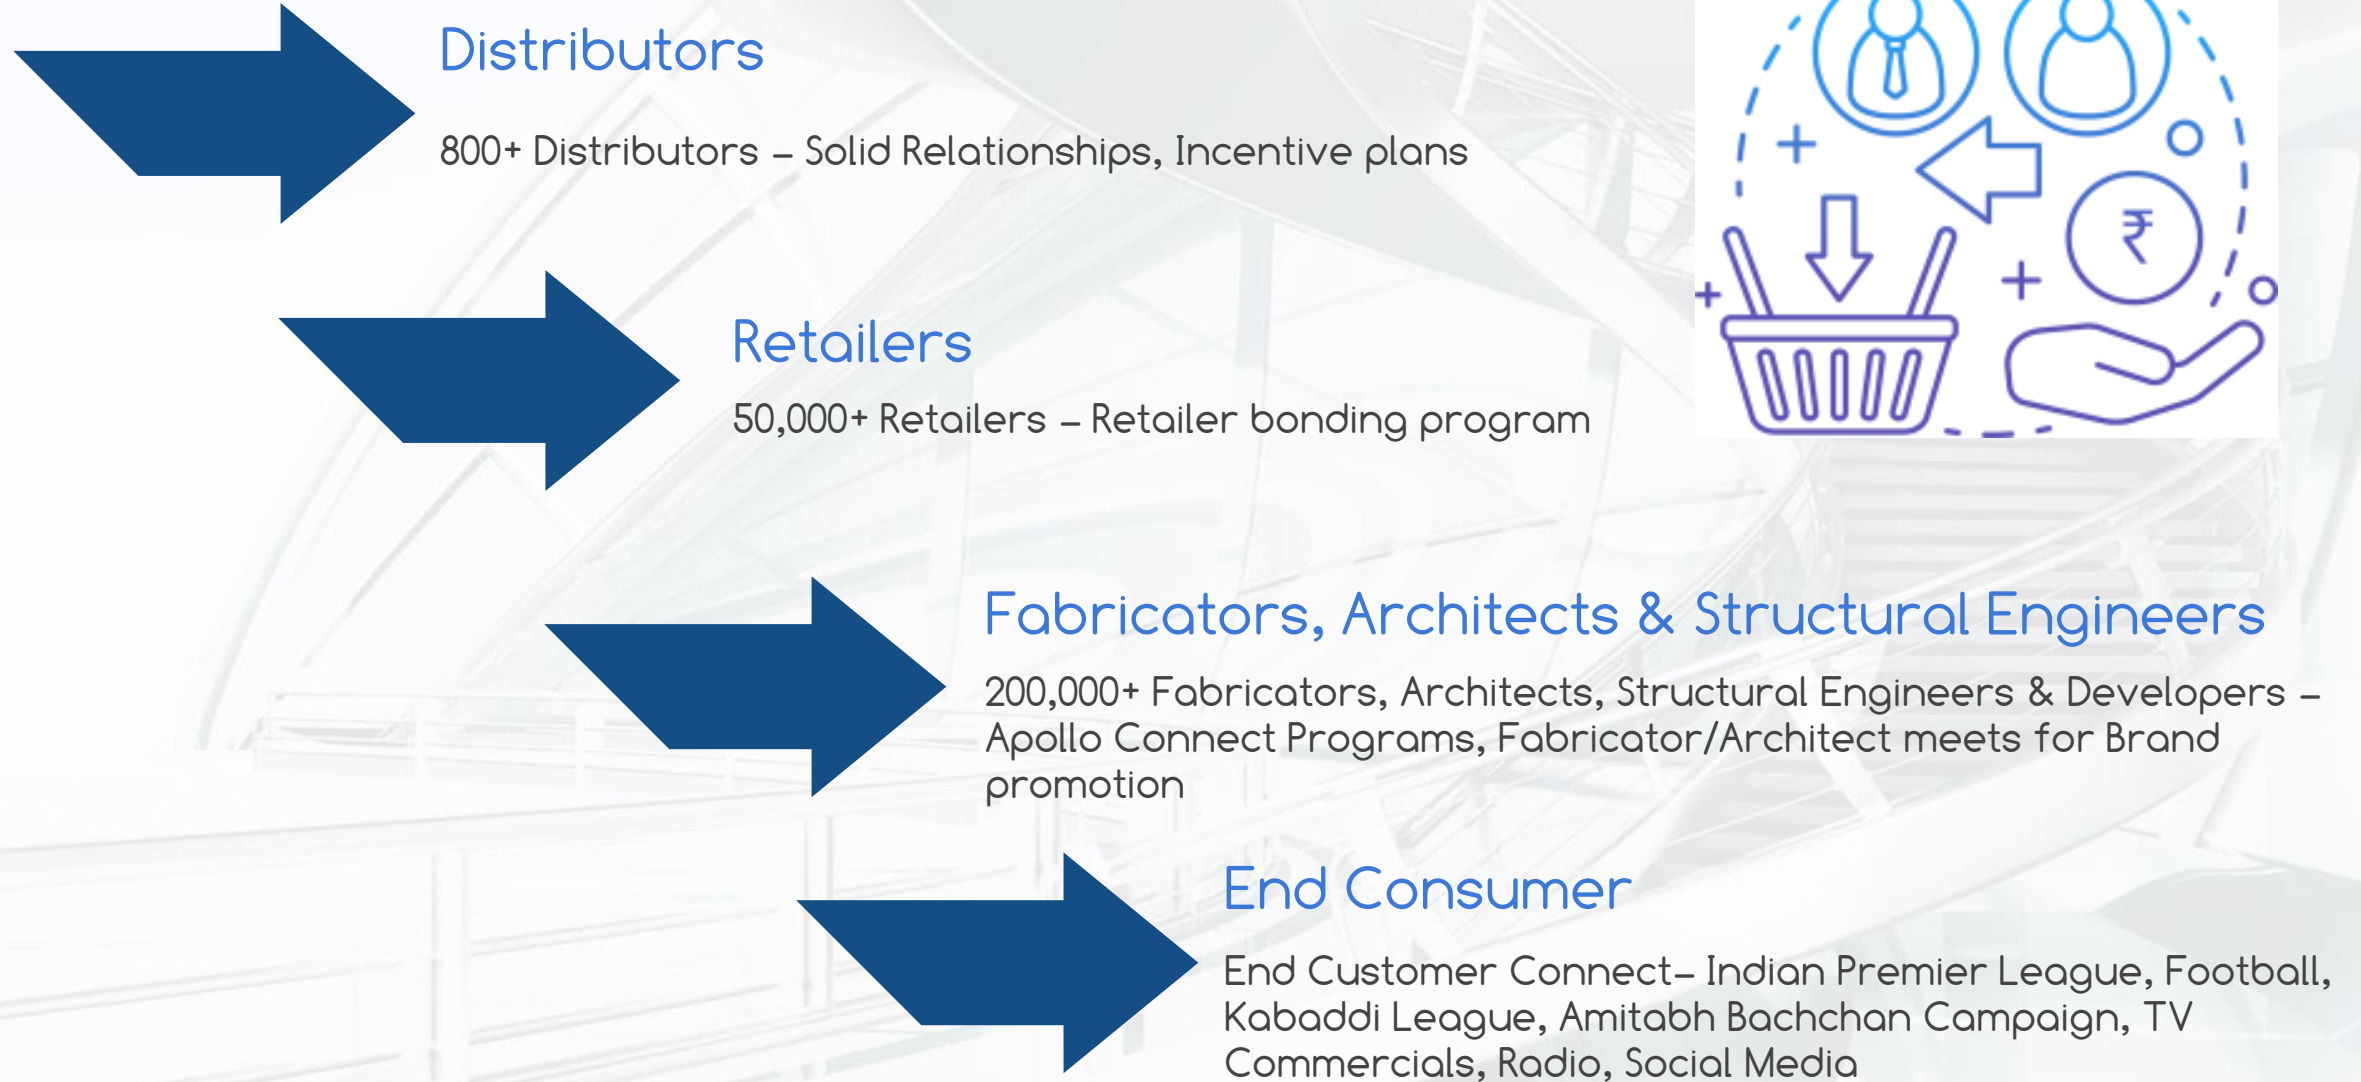 Distributors
800+ Distributors – Solid Relationships, Incentive plans
₹
Retailers
50,000+ Retailers – Retailer bonding program
Fabricators, Architects & Structural Engineers
200,000+ Fabricators, Architects, Structural Engineers & Developers –
Apollo Connect Programs, Fabricator/Architect meets for Brand
promotion
End Consumer
End Customer Connect– Indian Premier League, Football,
Kabaddi League, Amitabh Bachchan Campaign, TV
Commercials, Radio, Social Media